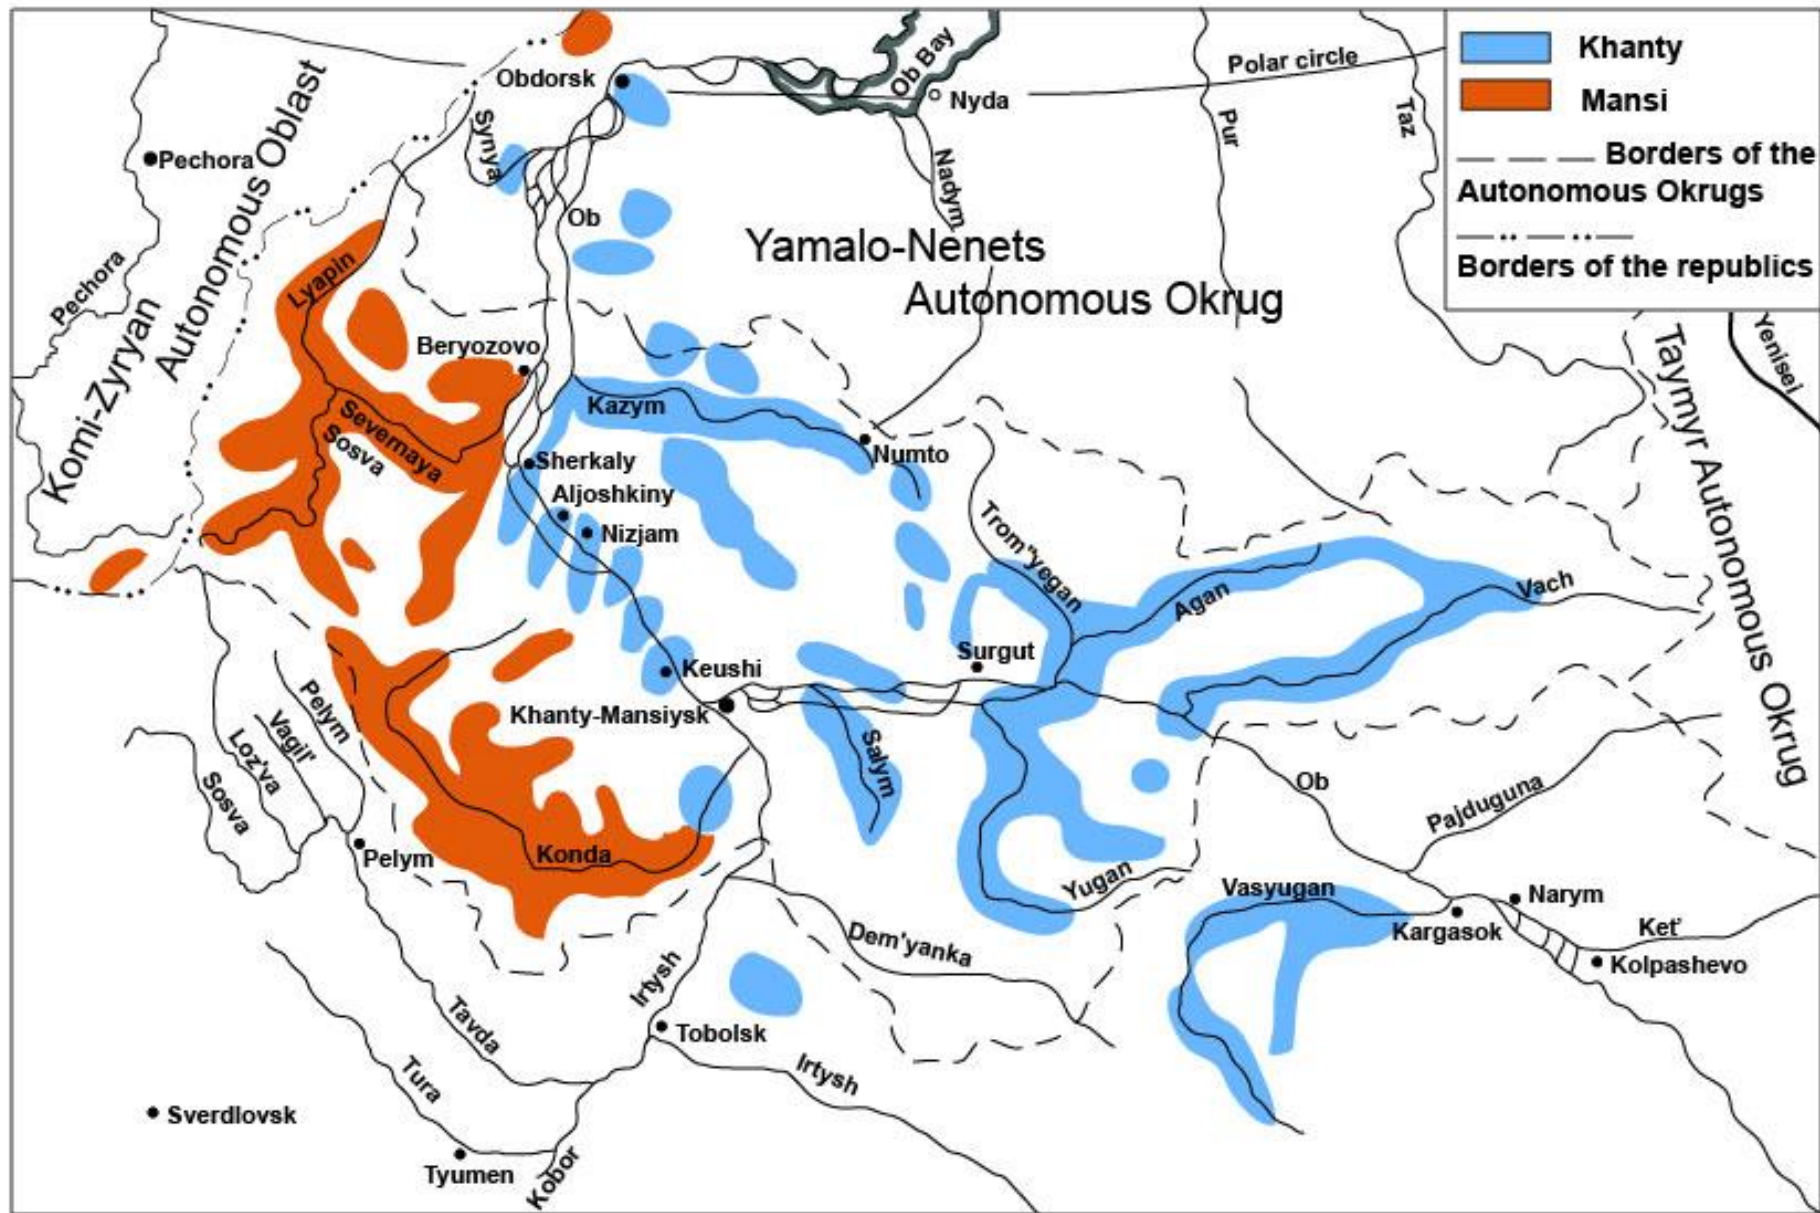 Khanty
Mansi
Borders of the
Autonomous Okrugs
Borders of the republics
Obdorsk
Ob Bay
Nyda
Polar circle
Pur
Taz
Synya
Nadym
Pechora
Pechora
Komi-Zyryan
Autonomous Oblast
Ob
Yamalo-Nenets
Autonomous Okrug
Taymyr Autonomous Okrug
Yenisei
Lyapin
Beryozovo
Severnaya
Sosva
Kazym
Numto
Sherkaly
Aljoshkiny
Nizjam
Trom"yegan
Agan
Vach
Surgut
Keushi
Khanty-Mansiysk
Salym
Pelym
Vagil'
Loz'va
Sosva
Pelym
Konda
Ob
Pajduguna
Yugan
Vasyugan
Narym
Kargasok
Ket'
Kolpashevo
Dem'yanka
Irtysh
Tobolsk
Irtysh
Tavda
Tura
Sverdlovsk
Tyumen
Kobor